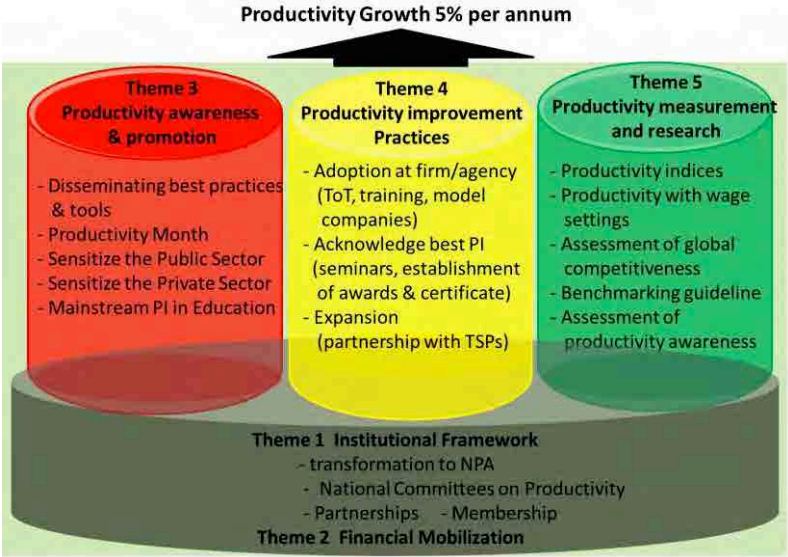 Productivity Growth 5% per annum
Theme 3
Productivity awareness
& promotion
- Disseminating best practices
& tools
- Productivity Month
- Sensitize the Public Sector
- Sensitize the Private Sector
- Mainstream PI in Education
Theme 4
Productivity improvement
Practices
- Adoption at firm/agency
(ToT, training, model
companies)
- Acknowledge best PI
(seminars, establishment
of awards & certificate)
- Expansion
(partnership with TSPs)
Theme 5
Productivity measurement
and research
- Productivity indices
- Productivity with wage
settings
- Assessment of global
competitiveness
- Benchmarking guideline
- Assessment of
productivity awareness
Theme 1 Institutional Framework
- transformation to NPA
- National Committees on Productivity
- Partnerships - Membership
Theme 2 Financial Mobilization